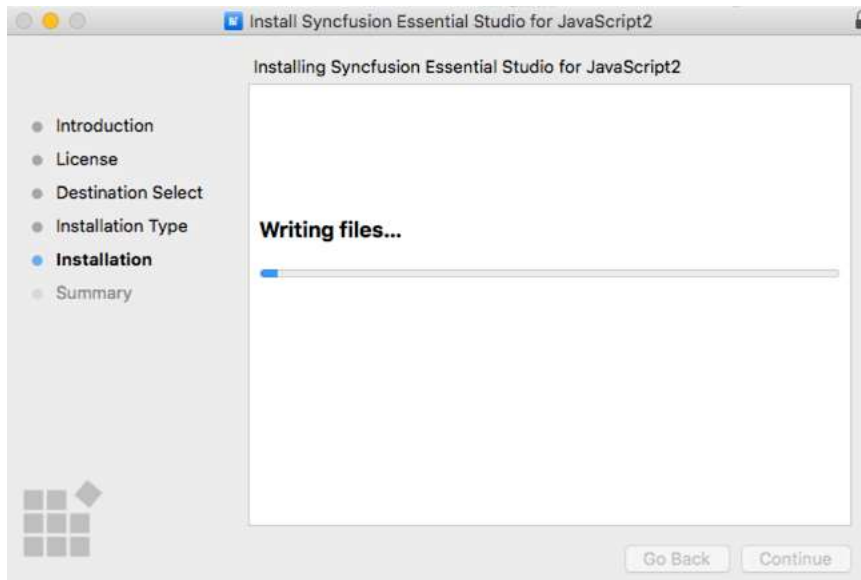 Install Syncfusion Essential Studio for JavaScript2
Installing Syncfusion Essential Studio for JavaScript2
Introduction
License
Destination Select
Installation Type
Installation
Summary
Writing files...
Go Back
Continue